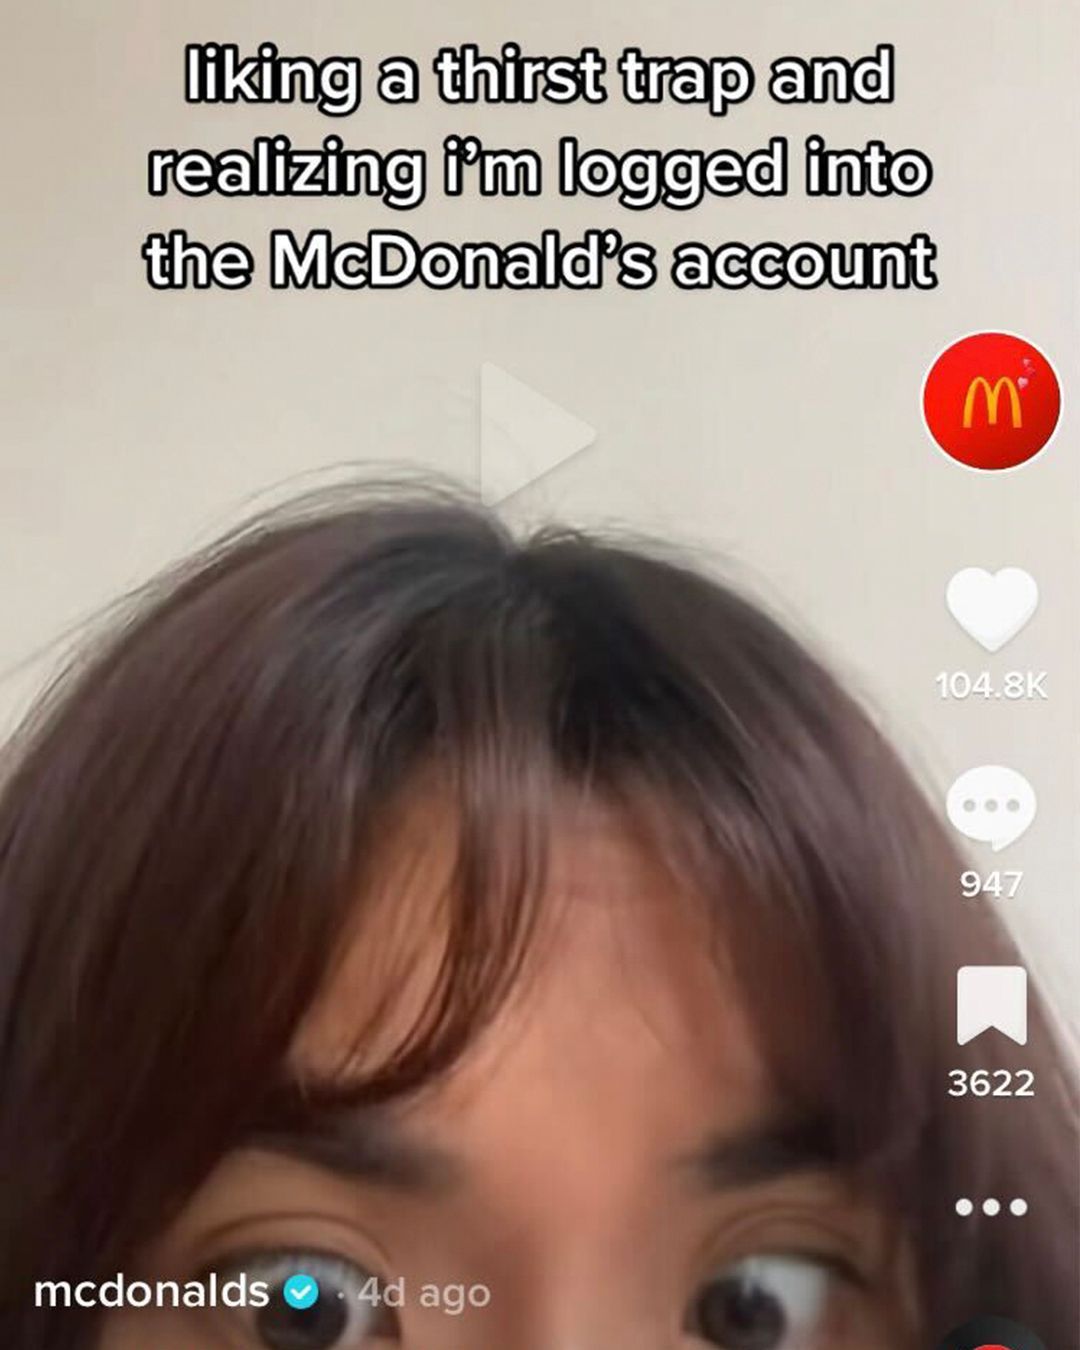 liking a thirst trap and
realizing i’m logged into
the McDonald’s account
104.8K
947
3622
mcdonalds · 4d ago